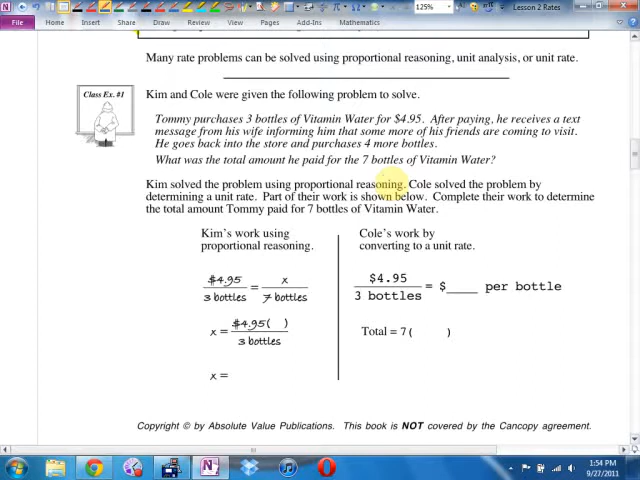 File Home Insert Share Draw Review View Page Add-Ins Mathematics
125%
Lesson 2 Rates
Many rate problems can be solved using proportional reasoning, unit analysis, or unit rate.
Class Ex. #1
Kim and Cole were given the following problem to solve.
Tommy purchases 3 bottles of Vitamin Water for $4.95. After paying, he receives a text
message from his wife informing him that some more of his friends are coming to visit.
He goes back into the store and purchases 4 more bottles.
What was the total amount he paid for the 7 bottles of Vitamin Water?
Kim solved the problem using proportional reasoning. Cole solved the problem by
determining a unit rate. Part of their work is shown below. Complete their work to determine
the total amount Tommy paid for 7 bottles of Vitamin Water.
Kim's work using
proportional reasoning.
$4.95 / 3 bottles = x / 7 bottles
x = $4.95( ) / 3 bottles
x =
Cole's work by
converting to a unit rate.
$4.95 / 3 bottles = $____ per bottle
Total = 7( )
Copyright © by Absolute Value Publications. This book is NOT covered by the Cancopy agreement.
1:54 PM
9/27/2011